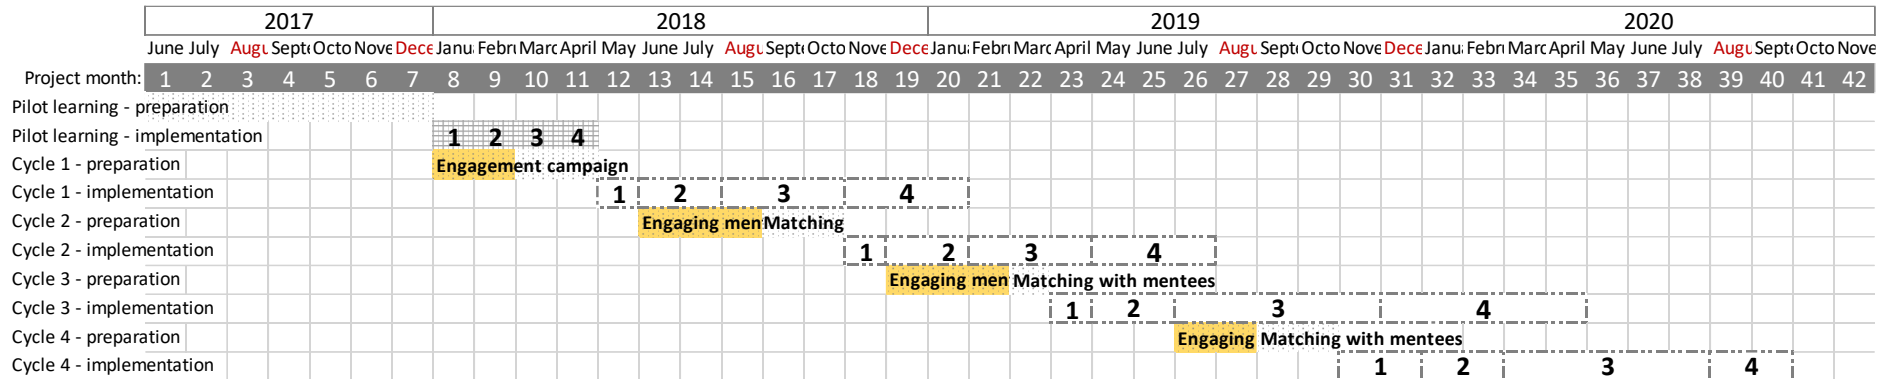 2017 2018 2019 2020
June July Augu Septe Octo Nove Dece Janua Febru Marc April May June July Augu Septe Octo Nove Dece Janua Febru Marc April May June July Augu Septe Octo Nove Dece Janua Febru Marc April May June July Augu Septe Octo Nove
Project month: 1 2 3 4 5 6 7 8 9 10 11 12 13 14 15 16 17 18 19 20 21 22 23 24 25 26 27 28 29 30 31 32 33 34 35 36 37 38 39 40 41 42
Pilot learning - preparation
Pilot learning - implementation 1 2 3 4
Cycle 1 - preparation Engagement campaign
Cycle 1 - implementation 1 2 3 4
Cycle 2 - preparation Engaging men Matching
Cycle 2 - implementation 1 2 3 4
Cycle 3 - preparation Engaging men Matching with mentees
Cycle 3 - implementation 1 2 3 4
Cycle 4 - preparation Engaging Matching with mentees
Cycle 4 - implementation 1 2 3 4